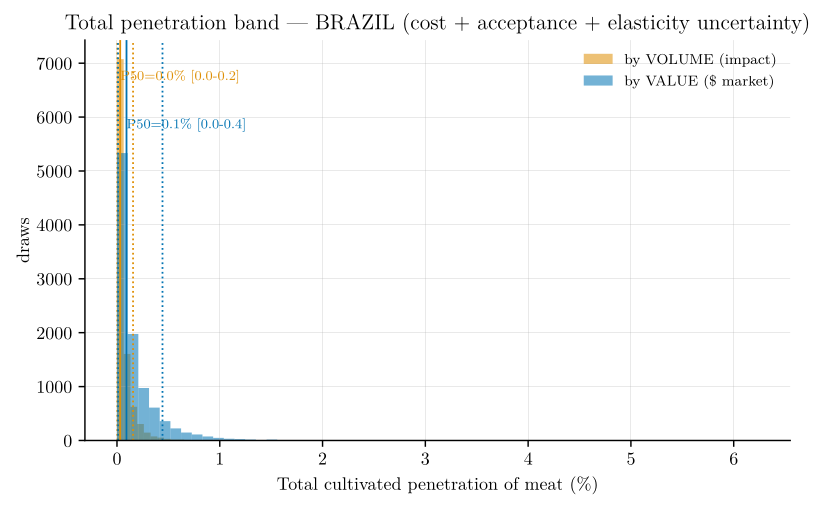 Total penetration band — BRAZIL (cost + acceptance + elasticity uncertainty)
by VOLUME (impact)
by VALUE ($ market)
P50=0.0% [0.0-0.2]
P50=0.1% [0.0-0.4]
7000
6000
5000
4000
3000
2000
1000
0
draws
0 1 2 3 4 5 6
Total cultivated penetration of meat (%)